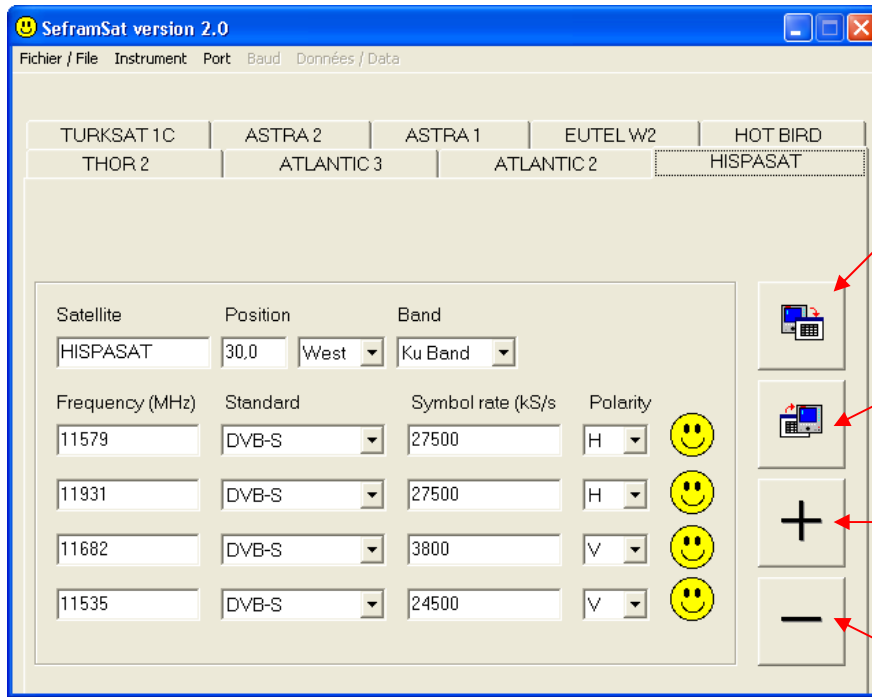 SeframSat version 2.0
Fichier / File Instrument Port Baud Données / Data
TURKSAT 1C ASTRA 2 ASTRA 1 EUTEL W2 HOT BIRD
THOR 2 ATLANTIC 3 ATLANTIC 2 HISPASAT
Satellite Position Band
HISPASAT 30,0 West Ku Band
Frequency (MHz) Standard Symbol rate (kS/s Polarity
11579 DVB-S 27500 H
11931 DVB-S 27500 H
11682 DVB-S 3800 V
11535 DVB-S 24500 V